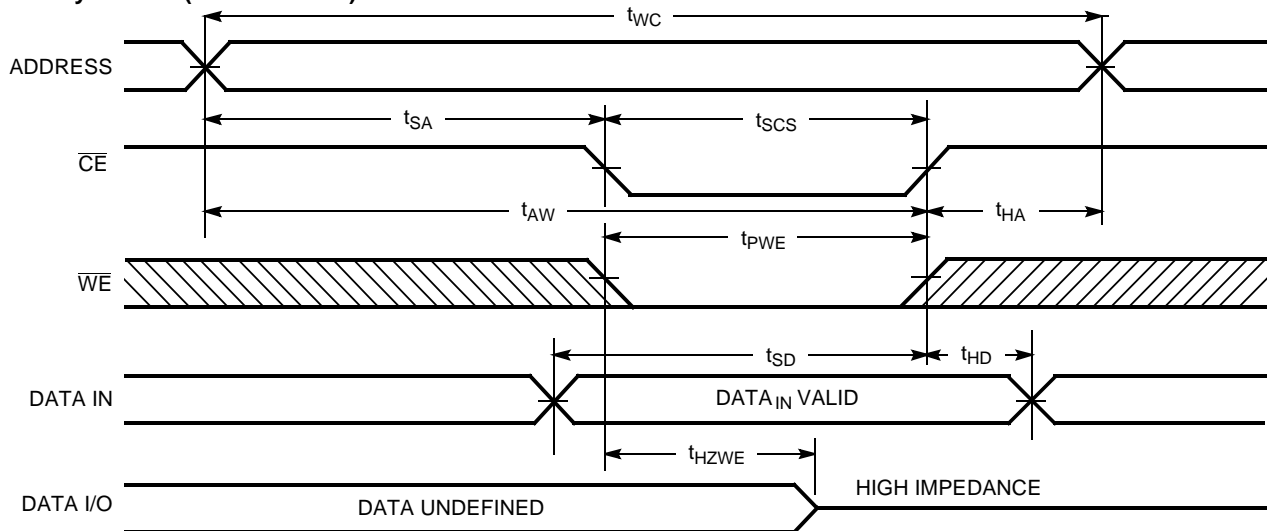 tWC
ADDRESS
tSA
tSCS
CE
tAW
tHA
tPWE
WE
tSD
tHD
DATA IN
DATAIN VALID
tHZWE
DATA I/O
DATA UNDEFINED
HIGH IMPEDANCE